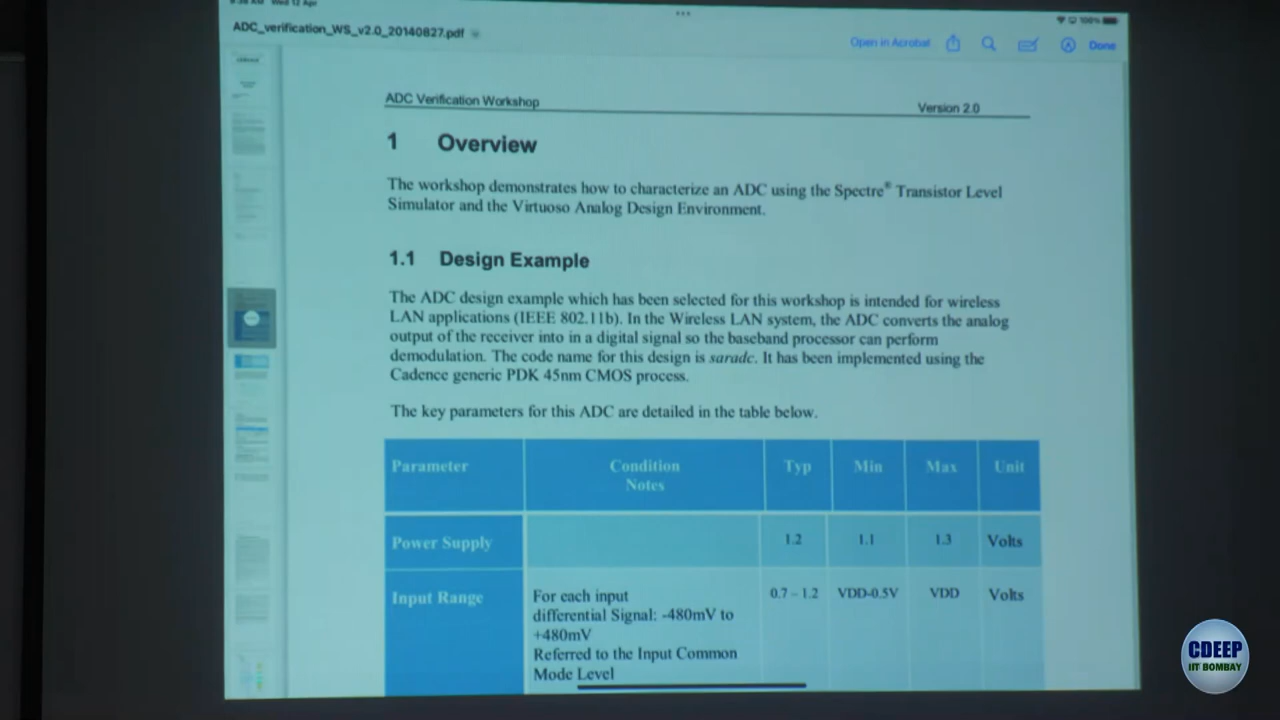 Wed 12 Apr
100%
ADC_verification_WS_v2.0_20140827.pdf
Open in Acrobat
Done
ADC Verification Workshop
Version 2.0
1 Overview
The workshop demonstrates how to characterize an ADC using the Spectre® Transistor Level
Simulator and the Virtuoso Analog Design Environment.
1.1 Design Example
The ADC design example which has been selected for this workshop is intended for wireless
LAN applications (IEEE 802.11b). In the Wireless LAN system, the ADC converts the analog
output of the receiver into in a digital signal so the baseband processor can perform
demodulation. The code name for this design is saradc. It has been implemented using the
Cadence generic PDK 45nm CMOS process.
The key parameters for this ADC are detailed in the table below.
Parameter
Condition
Notes
Typ
Min
Max
Unit
Power Supply
1.2
1.1
1.3
Volts
Input Range
For each input
differential Signal: -480mV to
+480mV
Referred to the Input Common
Mode Level
0.7 – 1.2
VDD-0.5V
VDD
Volts
CDEEP
IIT BOMBAY